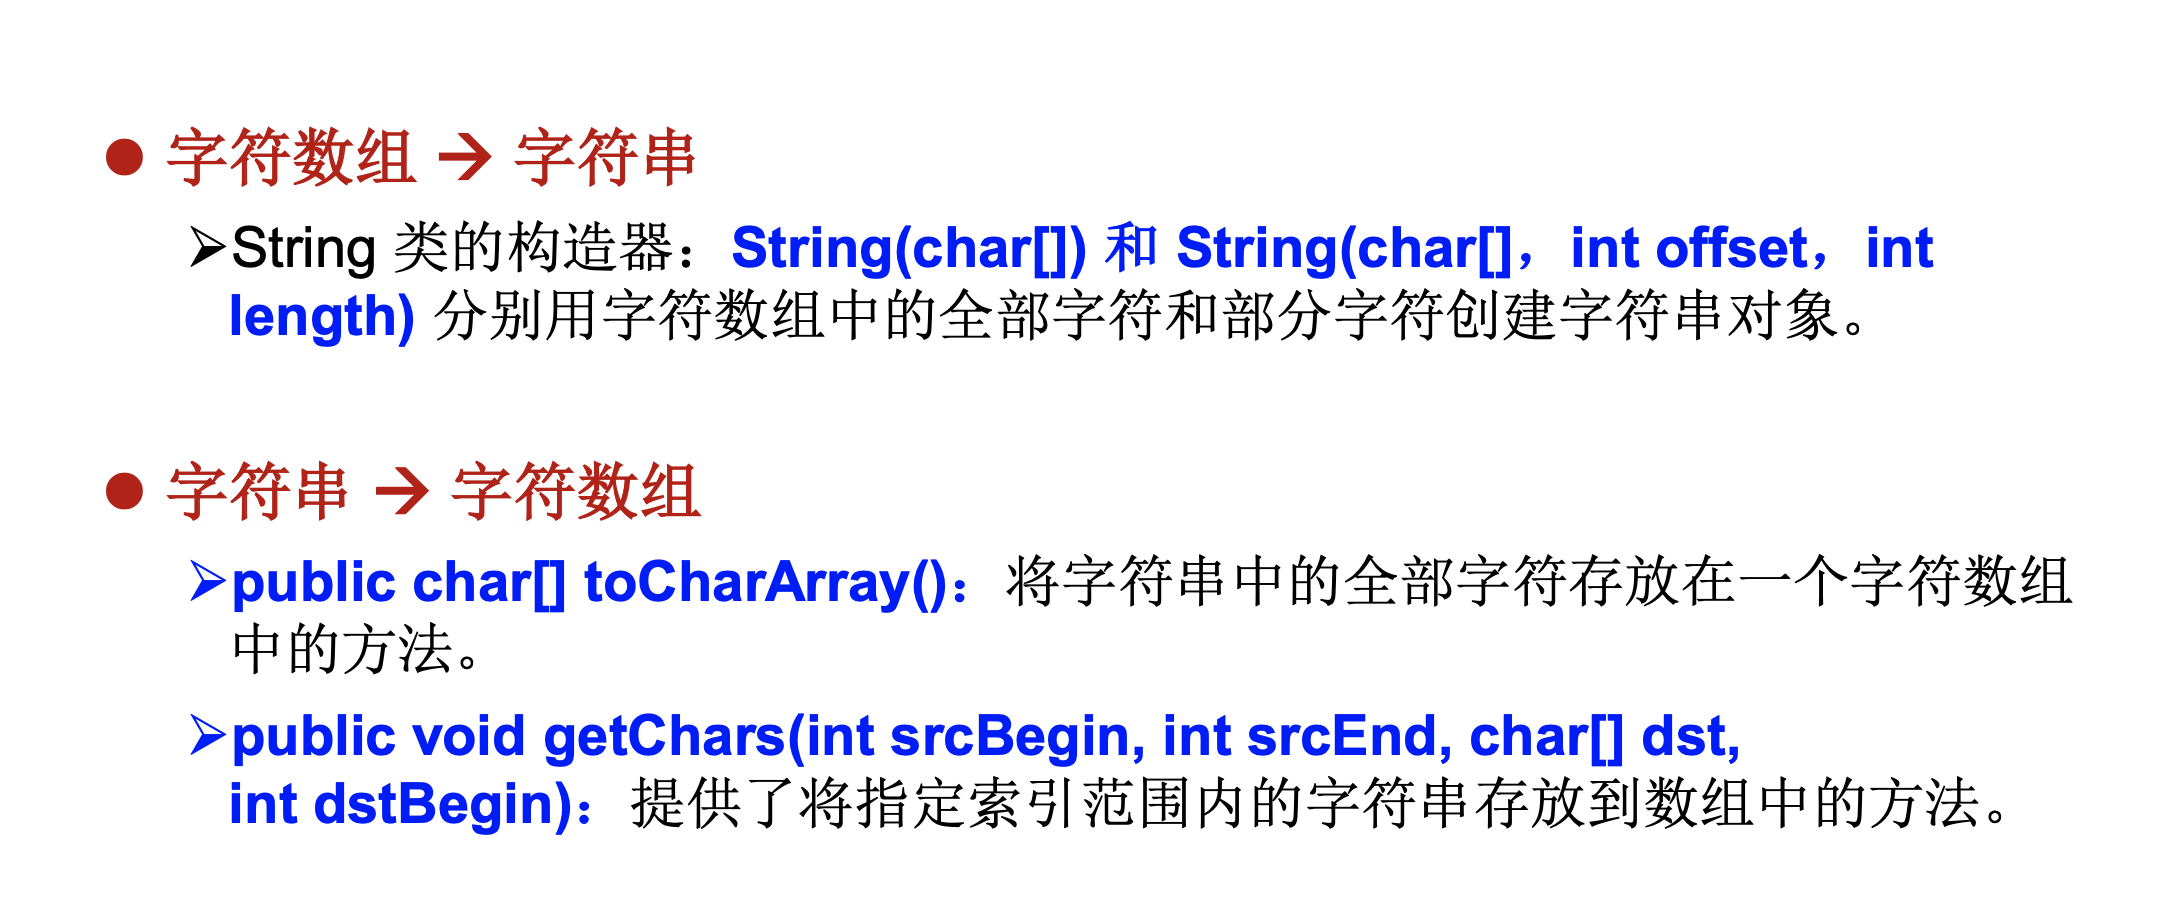 ● 字符数组 → 字符串
➢String 类的构造器：String(char[]) 和 String(char[]，int offset，int
length) 分别用字符数组中的全部字符和部分字符创建字符串对象。
● 字符串 → 字符数组
➢public char[] toCharArray()：将字符串中的全部字符存放在一个字符数组
中的方法。
➢public void getChars(int srcBegin, int srcEnd, char[] dst,
int dstBegin)：提供了将指定索引范围内的字符串存放到数组中的方法。